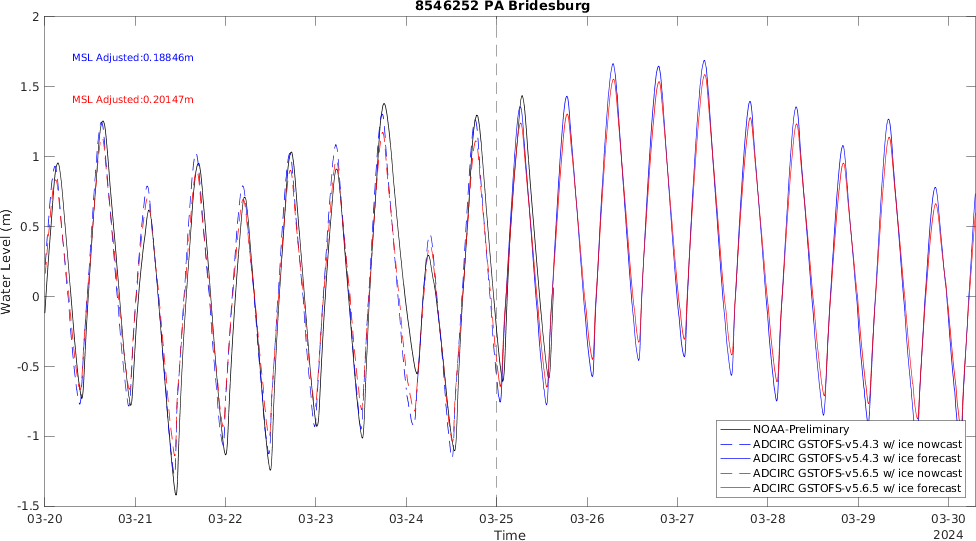 8546252 PA Bridesburg
MSL Adjusted:0.18846m
MSL Adjusted:0.20147m
Water Level (m)
2
1.5
1
0.5
0
-0.5
-1
-1.5
NOAA-Preliminary
ADCIRC GSTOFS-v5.4.3 w/ ice nowcast
ADCIRC GSTOFS-v5.4.3 w/ ice forecast
ADCIRC GSTOFS-v5.6.5 w/ ice nowcast
ADCIRC GSTOFS-v5.6.5 w/ ice forecast
03-20 03-21 03-22 03-23 03-24 03-25 03-26 03-27 03-28 03-29 03-30
Time
2024